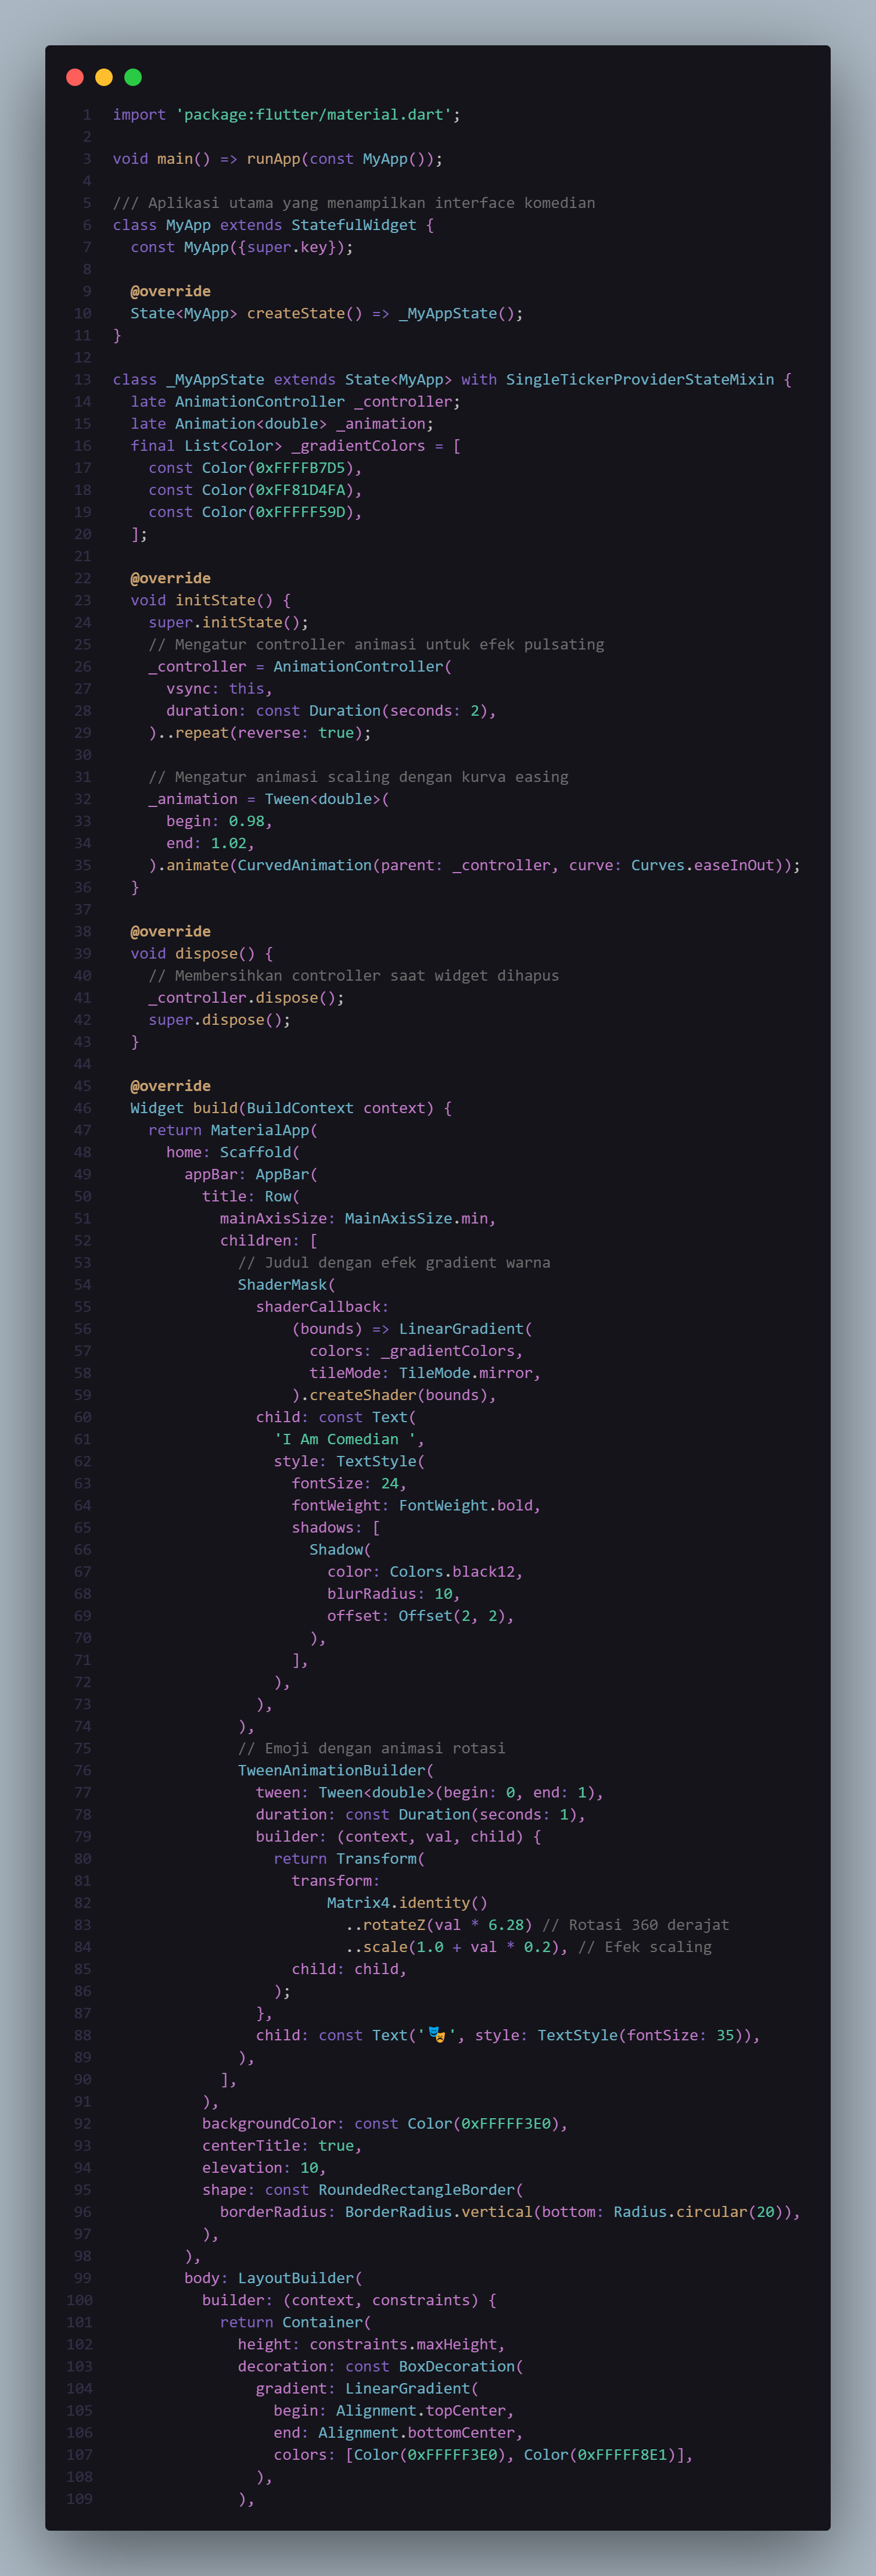 1 import 'package:flutter/material.dart';
2
3 void main() => runApp(const MyApp());
4
5 /// Aplikasi utama yang menampilkan interface komedian
6 class MyApp extends StatefulWidget {
7   const MyApp({super.key});
8
9   @override
10   State<MyApp> createState() => _MyAppState();
11 }
12
13 class _MyAppState extends State<MyApp> with SingleTickerProviderStateMixin {
14   late AnimationController _controller;
15   late Animation<double> _animation;
16   final List<Color> _gradientColors = [
17     const Color(0xFFFFB7D5),
18     const Color(0xFF81D4FA),
19     const Color(0xFFFFF59D),
20   ];
21
22   @override
23   void initState() {
24     super.initState();
25     // Mengatur controller animasi untuk efek pulsating
26     _controller = AnimationController(
27       vsync: this,
28       duration: const Duration(seconds: 2),
29     )..repeat(reverse: true);
30
31     // Mengatur animasi scaling dengan kurva easing
32     _animation = Tween<double>(
33       begin: 0.98,
34       end: 1.02,
35     ).animate(CurvedAnimation(parent: _controller, curve: Curves.easeInOut));
36   }
37
38   @override
39   void dispose() {
40     // Membersihkan controller saat widget dihapus
41     _controller.dispose();
42     super.dispose();
43   }
44
45   @override
46   Widget build(BuildContext context) {
47     return MaterialApp(
48       home: Scaffold(
49         appBar: AppBar(
50           title: Row(
51             mainAxisSize: MainAxisSize.min,
52             children: [
53               // Judul dengan efek gradient warna
54               ShaderMask(
55                 shaderCallback:
56                     (bounds) => LinearGradient(
57                       colors: _gradientColors,
58                       tileMode: TileMode.mirror,
59                     ).createShader(bounds),
60                 child: const Text(
61                   'I Am Comedian ',
62                   style: TextStyle(
63                     fontSize: 24,
64                     fontWeight: FontWeight.bold,
65                     shadows: [
66                       Shadow(
67                         color: Colors.black12,
68                         blurRadius: 10,
69                         offset: Offset(2, 2),
70                       ),
71                     ],
72                   ),
73                 ),
74               ),
75               // Emoji dengan animasi rotasi
76               TweenAnimationBuilder(
77                 tween: Tween<double>(begin: 0, end: 1),
78                 duration: const Duration(seconds: 1),
79                 builder: (context, val, child) {
80                   return Transform(
81                     transform:
82                         Matrix4.identity()
83                           ..rotateZ(val * 6.28) // Rotasi 360 derajat
84                           ..scale(1.0 + val * 0.2), // Efek scaling
85                     child: child,
86                   );
87                 },
88                 child: const Text('🎭', style: TextStyle(fontSize: 35)),
89               ),
90             ],
91           ),
92           backgroundColor: const Color(0xFFFFF3E0),
93           centerTitle: true,
94           elevation: 10,
95           shape: const RoundedRectangleBorder(
96             borderRadius: BorderRadius.vertical(bottom: Radius.circular(20)),
97           ),
98         ),
99         body: LayoutBuilder(
100           builder: (context, constraints) {
101             return Container(
102               height: constraints.maxHeight,
103               decoration: const BoxDecoration(
104                 gradient: LinearGradient(
105                   begin: Alignment.topCenter,
106                   end: Alignment.bottomCenter,
107                   colors: [Color(0xFFFFF3E0), Color(0xFFFFF8E1)],
108                 ),
109               ),